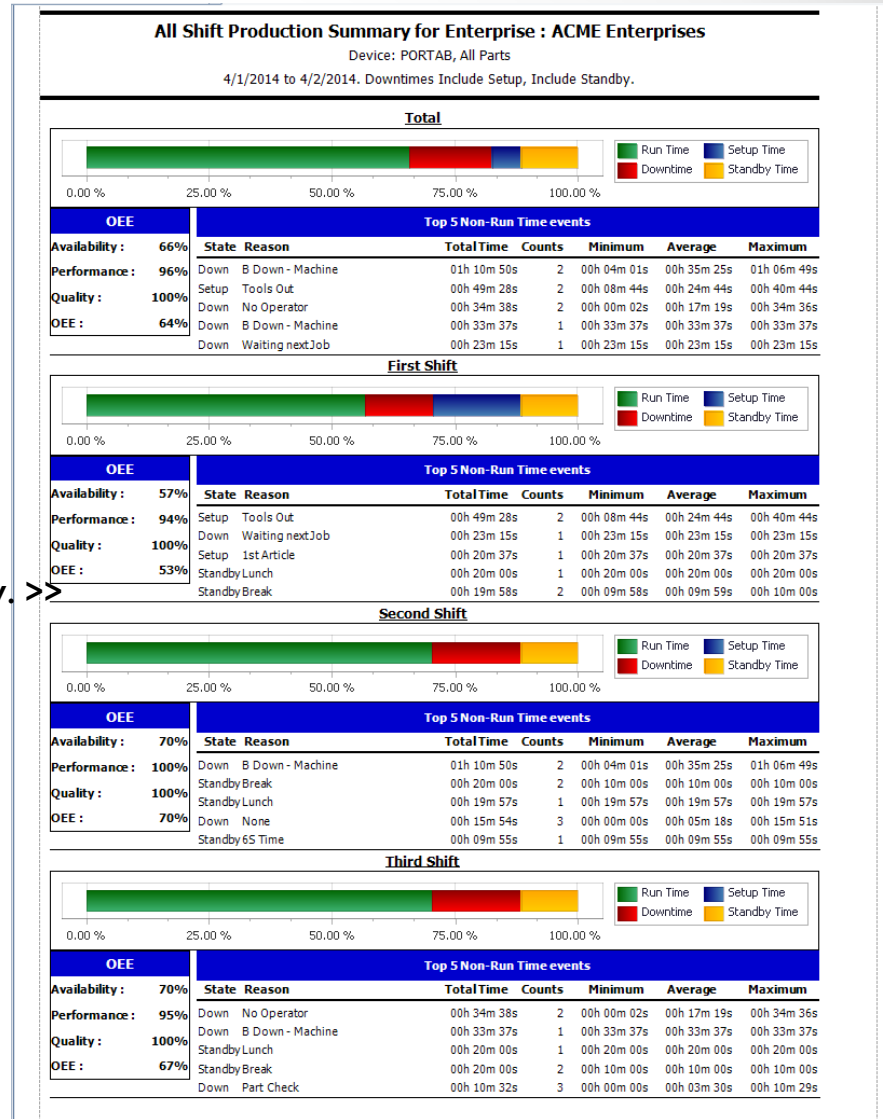 All Shift Production Summary for Enterprise : ACME Enterprises
Device: PORTAB, All Parts
4/1/2014 to 4/2/2014. Downtimes Include Setup, Include Standby.
Total
Run Time Setup Time
Downtime Standby Time
0.00 % 25.00 % 50.00 % 75.00 % 100.00 %
OEE Top 5 Non-Run Time events
Availability : 66% State Reason Total Time Counts Minimum Average Maximum
Performance : 96% Down B Down - Machine 01h 10m 50s 2 00h 04m 01s 00h 35m 25s 01h 06m 49s
Setup Tools Out 00h 49m 28s 2 00h 08m 44s 00h 24m 44s 00h 40m 44s
Quality : 100% Down No Operator 00h 34m 38s 2 00h 00m 02s 00h 17m 19s 00h 34m 36s
OEE : 64% Down B Down - Machine 00h 33m 37s 1 00h 33m 37s 00h 33m 37s 00h 33m 37s
Down Waiting nextJob 00h 23m 15s 1 00h 23m 15s 00h 23m 15s 00h 23m 15s
First Shift
Run Time Setup Time
Downtime Standby Time
0.00 % 25.00 % 50.00 % 75.00 % 100.00 %
OEE Top 5 Non-Run Time events
Availability : 57% State Reason Total Time Counts Minimum Average Maximum
Performance : 94% Setup Tools Out 00h 49m 28s 2 00h 08m 44s 00h 24m 44s 00h 40m 44s
Down Waiting nextJob 00h 23m 15s 1 00h 23m 15s 00h 23m 15s 00h 23m 15s
Quality : 100% Setup 1st Article 00h 20m 37s 1 00h 20m 37s 00h 20m 37s 00h 20m 37s
OEE : 53% Standby Lunch 00h 20m 00s 1 00h 20m 00s 00h 20m 00s 00h 20m 00s
y. >> Standby Break 00h 19m 58s 2 00h 09m 58s 00h 09m 59s 00h 10m 00s
Second Shift
Run Time Setup Time
Downtime Standby Time
0.00 % 25.00 % 50.00 % 75.00 % 100.00 %
OEE Top 5 Non-Run Time events
Availability : 70% State Reason Total Time Counts Minimum Average Maximum
Performance : 100% Down B Down - Machine 01h 10m 50s 2 00h 04m 01s 00h 35m 25s 01h 06m 49s
Standby Break 00h 20m 00s 2 00h 10m 00s 00h 10m 00s 00h 10m 00s
Quality : 100% Standby Lunch 00h 19m 57s 1 00h 19m 57s 00h 19m 57s 00h 19m 57s
OEE : 70% Down None 00h 15m 54s 3 00h 00m 00s 00h 05m 18s 00h 15m 51s
Standby 6S Time 00h 09m 55s 1 00h 09m 55s 00h 09m 55s 00h 09m 55s
Third Shift
Run Time Setup Time
Downtime Standby Time
0.00 % 25.00 % 50.00 % 75.00 % 100.00 %
OEE Top 5 Non-Run Time events
Availability : 70% State Reason Total Time Counts Minimum Average Maximum
Performance : 95% Down No Operator 00h 34m 38s 2 00h 00m 02s 00h 17m 19s 00h 34m 36s
Down B Down - Machine 00h 33m 37s 1 00h 33m 37s 00h 33m 37s 00h 33m 37s
Quality : 100% Standby Lunch 00h 20m 00s 1 00h 20m 00s 00h 20m 00s 00h 20m 00s
OEE : 67% Standby Break 00h 20m 00s 2 00h 10m 00s 00h 10m 00s 00h 10m 00s
Down Part Check 00h 10m 32s 3 00h 00m 00s 00h 03m 30s 00h 10m 29s